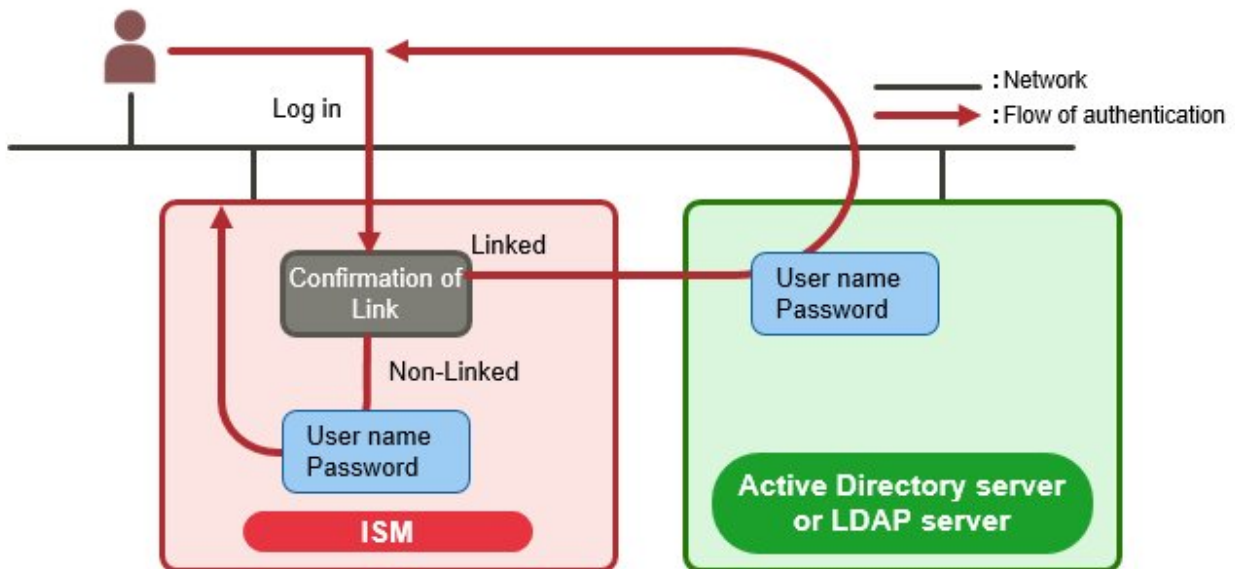 Log in
: Network
: Flow of authentication
Linked
Confirmation of
Link
Non-Linked
User name
Password
ISM
User name
Password
Active Directory server
or LDAP server